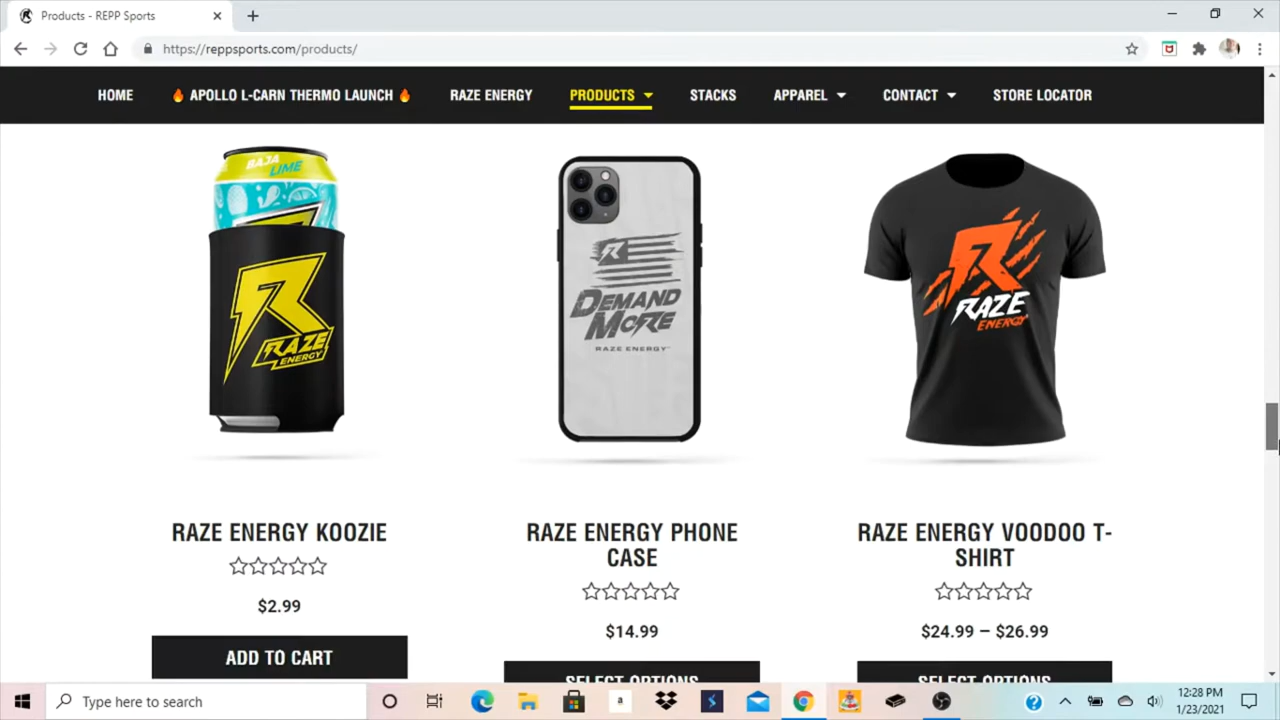 Products - REPP Sports
https://reppsports.com/products/
HOME
🔥 APOLLO L-CARN THERMO LAUNCH 🔥
RAZE ENERGY
PRODUCTS
STACKS
APPAREL
CONTACT
STORE LOCATOR
BAJA
LIME
RAZE
ENERGY
DEMAND
MORE
RAZE ENERGY™
RAZE
ENERGY
RAZE ENERGY KOOZIE
$2.99
ADD TO CART
RAZE ENERGY PHONE
CASE
$14.99
SELECT OPTIONS
RAZE ENERGY VOODOO T-
SHIRT
$24.99 – $26.99
SELECT OPTIONS
Type here to search
a
12:28 PM
1/23/2021